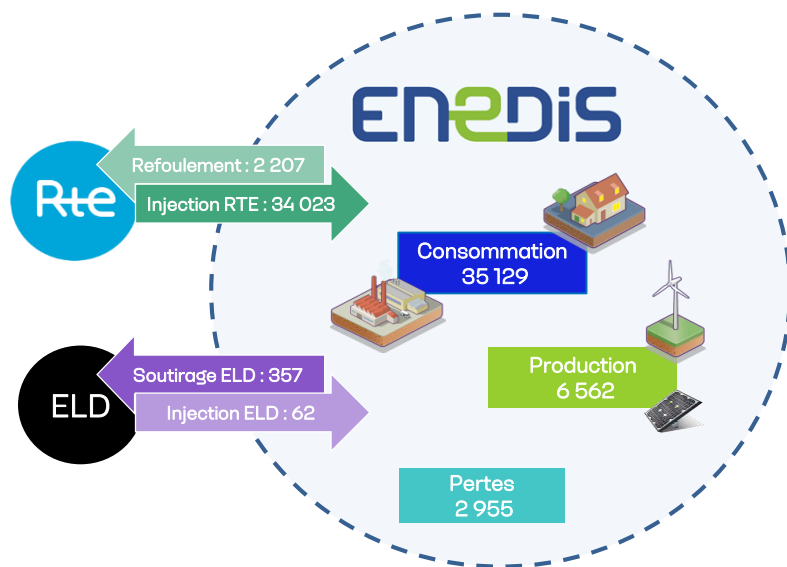 ENEDIS
Refoulement : 2 207
Rte
Injection RTE : 34 023
Consommation
35 129
Soutirage ELD : 357
ELD
Injection ELD : 62
Production
6 562
Pertes
2 955